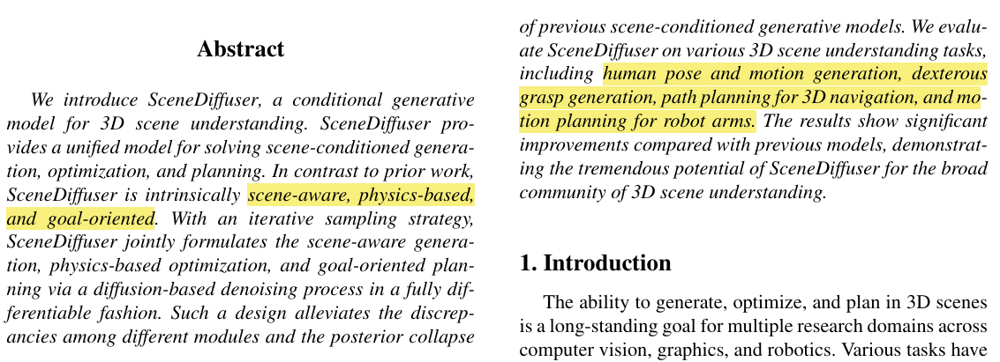 Abstract
We introduce SceneDiffuser, a conditional generative
model for 3D scene understanding. SceneDiffuser pro-
vides a unified model for solving scene-conditioned genera-
tion, optimization, and planning. In contrast to prior work,
SceneDiffuser is intrinsically scene-aware, physics-based,
and goal-oriented. With an iterative sampling strategy,
SceneDiffuser jointly formulates the scene-aware genera-
tion, physics-based optimization, and goal-oriented plan-
ning via a diffusion-based denoising process in a fully dif-
ferentiable fashion. Such a design alleviates the discrep-
ancies among different modules and the posterior collapse
of previous scene-conditioned generative models. We evalu-
ate SceneDiffuser on various 3D scene understanding tasks,
including human pose and motion generation, dexterous
grasp generation, path planning for 3D navigation, and mo-
tion planning for robot arms. The results show significant
improvements compared with previous models, demonstrat-
ing the tremendous potential of SceneDiffuser for the broad
community of 3D scene understanding.
1. Introduction
The ability to generate, optimize, and plan in 3D scenes
is a long-standing goal for multiple research domains across
computer vision, graphics, and robotics. Various tasks have